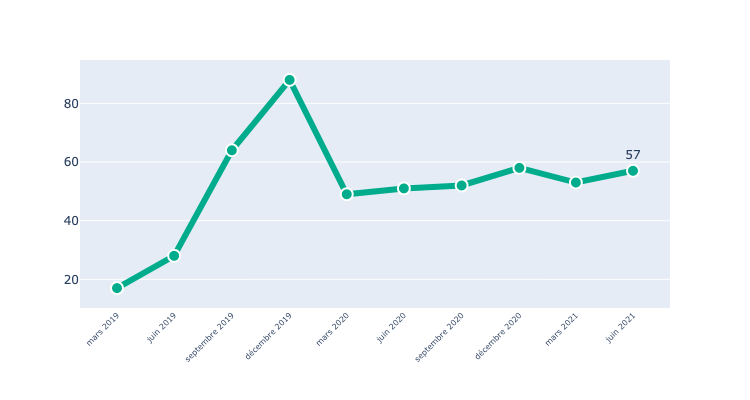 80
60
40
20
57
mars 2019
juin 2019
septembre 2019
décembre 2019
mars 2020
juin 2020
septembre 2020
décembre 2020
mars 2021
juin 2021